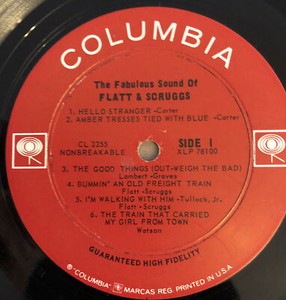 COLUMBIA
The Fabulous Sound Of
FLATT & SCRUGGS
1. HELLO STRANGER -Carter
2. AMBER TRESSES TIED WITH BLUE -Carter
CL 2255 SIDE 1
NONBREAKABLE XLP 76100
3. THE GOOD THINGS (OUT-WEIGH THE BAD)
Lambert -Graves
4. BUMMIN' AN OLD FREIGHT TRAIN
Flatt -Scruggs
5. I'M WALKING WITH HIM -Tullock, Jr.
Flatt -Scruggs
6. THE TRAIN THAT CARRIED
MY GIRL FROM TOWN
Watson
GUARANTEED HIGH FIDELITY
® "COLUMBIA" MARCAS REG. PRINTED IN U.S.A.